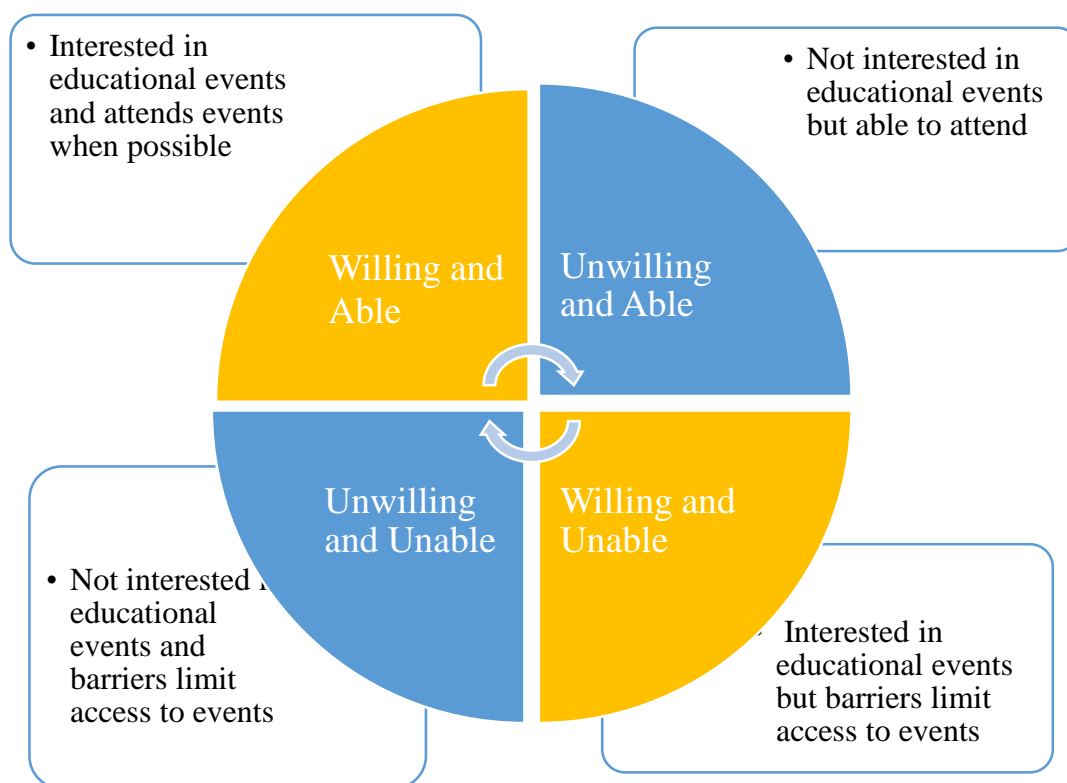 • Interested in
educational events
and attends events
when possible
• Not interested in
educational events
but able to attend
Willing and
Able
Unwilling
and Able
Unwilling
and Unable
Willing and
Unable
• Not interested
educational
events and
barriers limit
access to events
Interested in
educational events
but barriers limit
access to events